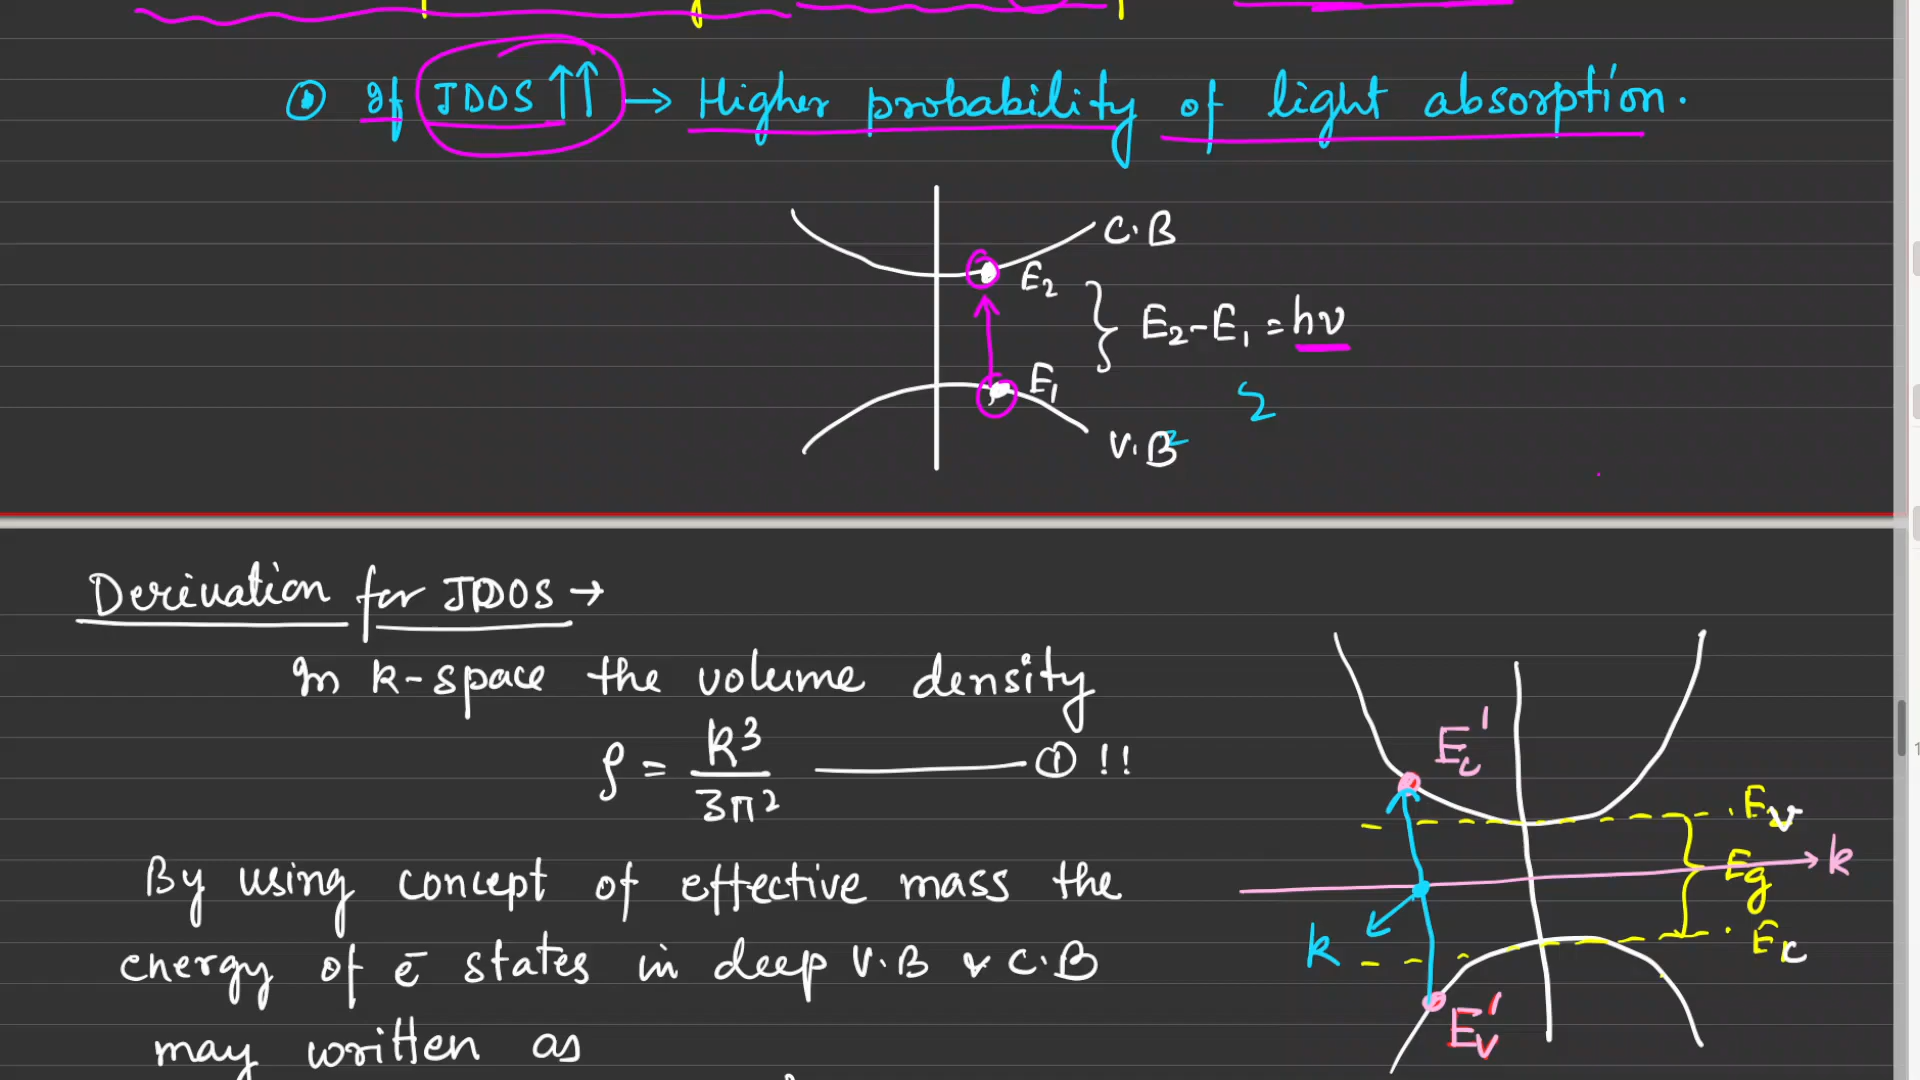 If JDOS ↑↑ → Higher probability of light absorption.
C.B
E₂
E₂-E₁ = hν
E₁
2
V.B
Derivation for JDOS →
In k-space the volume density
ρ = k³/3π² ——— ① !!
By using concept of effective mass the
energy of e⁻ states in deep V.B & C.B
may written as
Ec'
Ev
k
Eg
k
Ec
Ev'